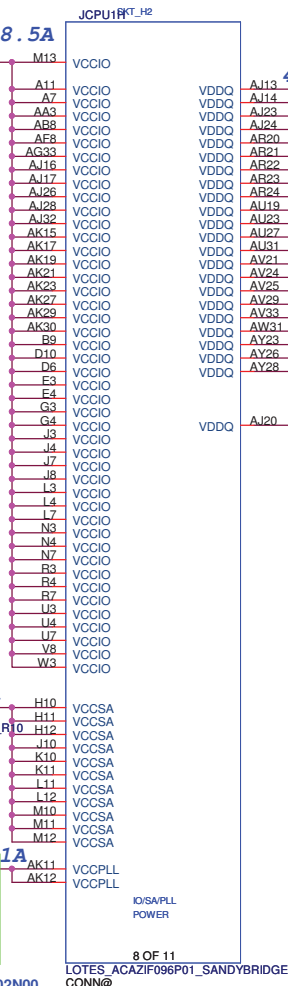 JCPU1H
SKT_H2
8.5A
M13 VCCIO
A11 VCCIO VDDQ AJ13
A7 VCCIO VDDQ AJ14
AA3 VCCIO VDDQ AJ23
AB8 VCCIO VDDQ AJ24
AF8 VCCIO VDDQ AR20
AG33 VCCIO VDDQ AR21
AJ16 VCCIO VDDQ AR22
AJ17 VCCIO VDDQ AR23
AJ26 VCCIO VDDQ AR24
AJ28 VCCIO VDDQ AU19
AJ32 VCCIO VDDQ AU23
AK15 VCCIO VDDQ AU27
AK17 VCCIO VDDQ AU31
AK19 VCCIO VDDQ AV21
AK21 VCCIO VDDQ AV24
AK23 VCCIO VDDQ AV25
AK27 VCCIO VDDQ AV29
AK29 VCCIO VDDQ AV33
AK30 VCCIO VDDQ AW31
B9 VCCIO VDDQ AY23
D10 VCCIO VDDQ AY26
D6 VCCIO VDDQ AY28
E3 VCCIO
E4 VCCIO
G3 VCCIO
G4 VCCIO VDDQ AJ20
J3 VCCIO
J4 VCCIO
J7 VCCIO
J8 VCCIO
L3 VCCIO
L4 VCCIO
L7 VCCIO
N3 VCCIO
N4 VCCIO
N7 VCCIO
R3 VCCIO
R4 VCCIO
R7 VCCIO
U3 VCCIO
U4 VCCIO
U7 VCCIO
V8 VCCIO
W3 VCCIO
H10 VCCSA
H11 VCCSA
_R10 H12 VCCSA
J10 VCCSA
K10 VCCSA
K11 VCCSA
L11 VCCSA
L12 VCCSA
M10 VCCSA
M11 VCCSA
M12 VCCSA
1A
AK11 VCCPLL
AK12 VCCPLL
IO/SA/PLL
POWER
8 OF 11
LOTES_ACAZIF096P01_SANDYBRIDGE
02N00 CONN@